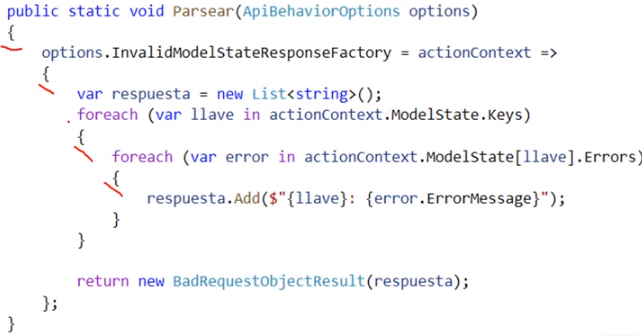 public static void Parsear(ApiBehaviorOptions options)
{
    options.InvalidModelStateResponseFactory = actionContext =>
    {
        var respuesta = new List<string>();
        foreach (var llave in actionContext.ModelState.Keys)
        {
            foreach (var error in actionContext.ModelState[llave].Errors)
            {
                respuesta.Add($"{llave}: {error.ErrorMessage}");
            }
        }

        return new BadRequestObjectResult(respuesta);
    };
}